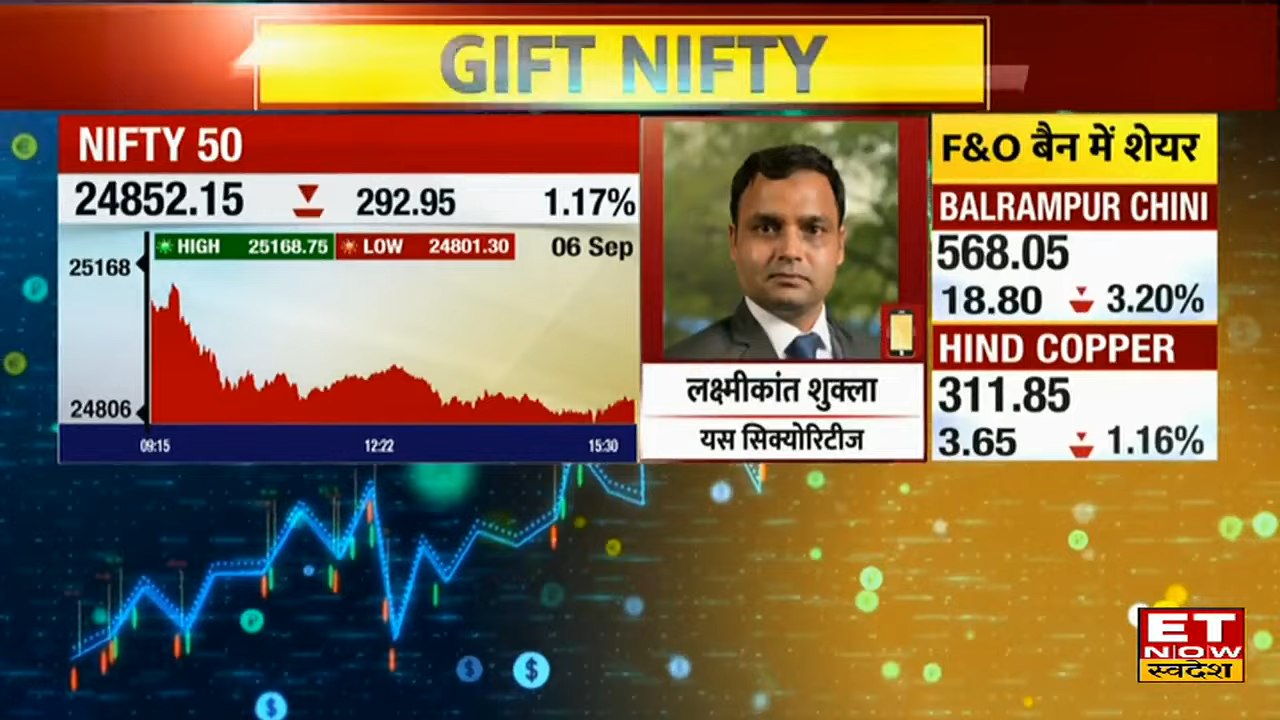 GIFT NIFTY
NIFTY 50
24852.15 292.95 1.17%
HIGH 25168.75 LOW 24801.30 06 Sep
25168
24806
09:15 12:22 15:30
लक्ष्मीकांत शुक्ला
यस सिक्योरिटीज
F&O बैन में शेयर
BALRAMPUR CHINI
568.05
18.80 3.20%
HIND COPPER
311.85
3.65 1.16%
ET
NOW
स्वदेश